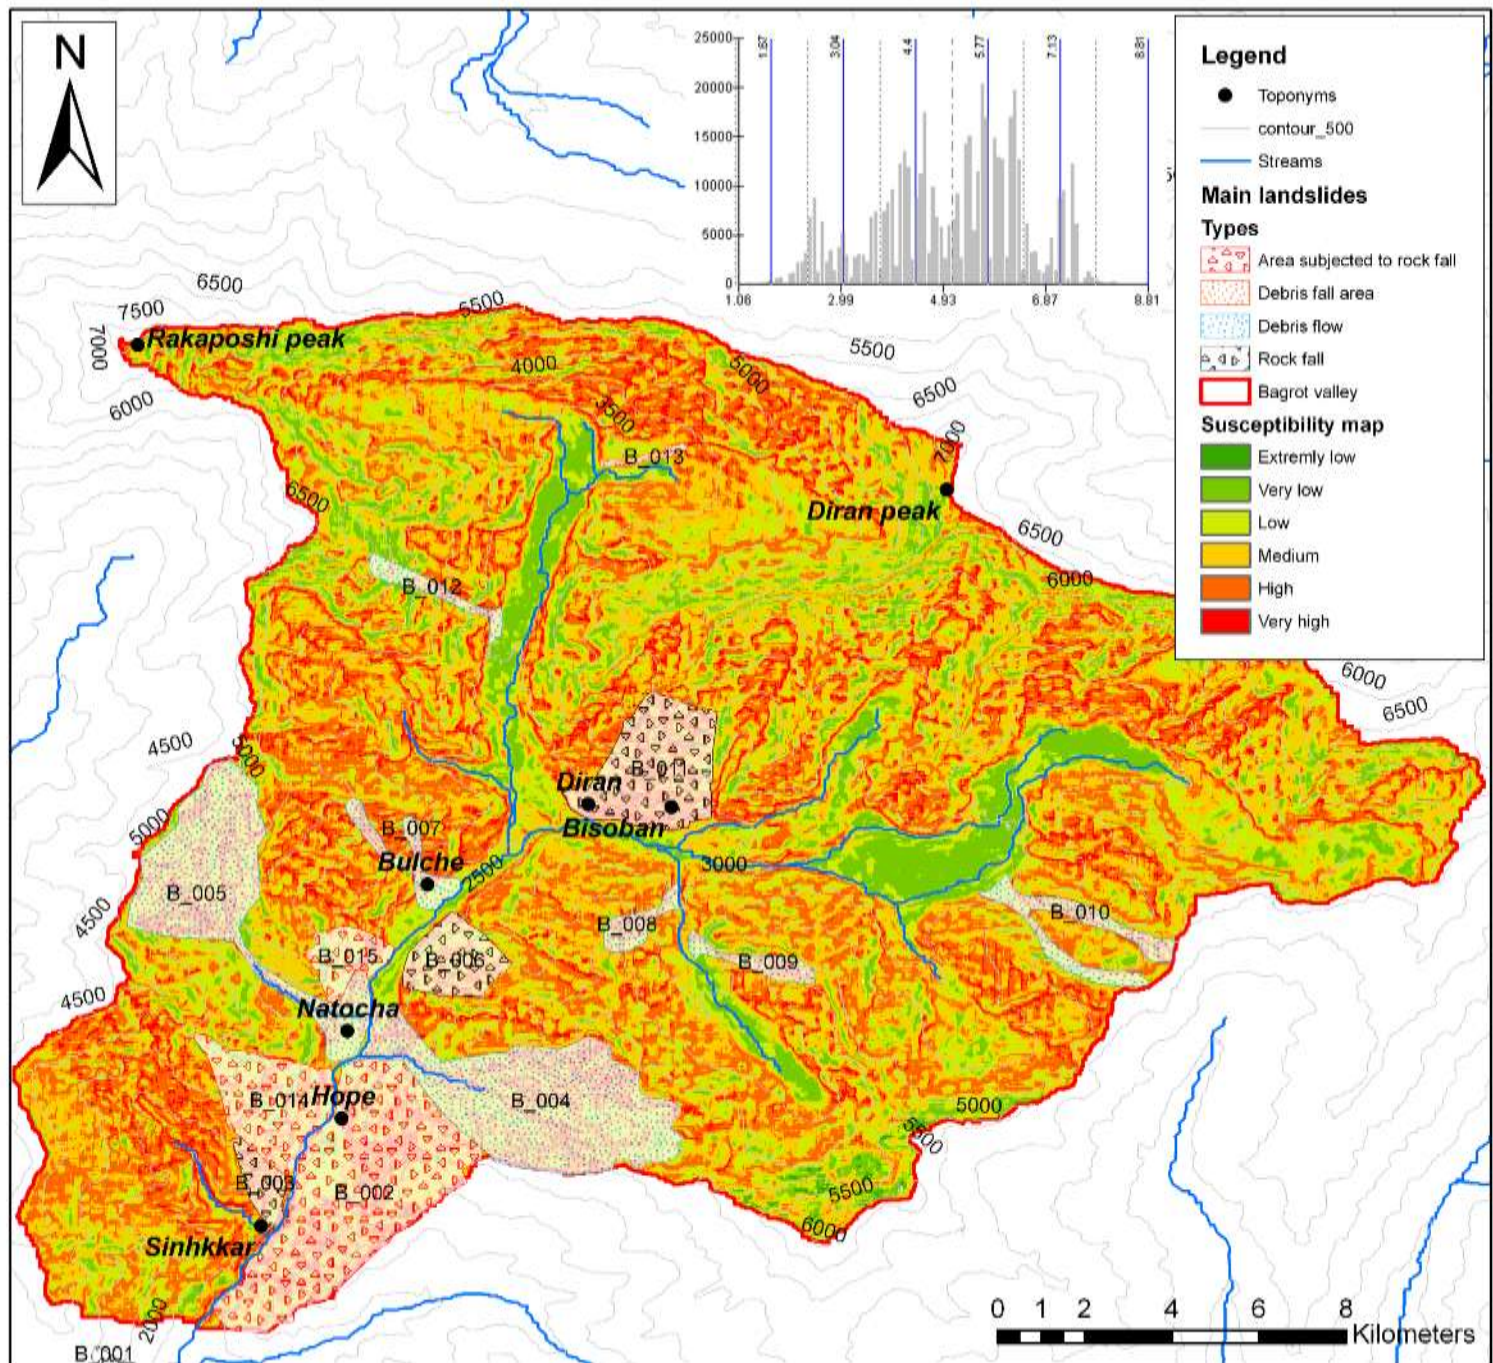 N
25000
20000
15000
10000
5000
0
1.67
3.04
4.4
5.77
7.13
8.81
1.06
2.99
4.93
6.87
8.81
Legend
Toponyms
contour_500
Streams
Main landslides
Types
Area subjected to rock fall
Debris fall area
Debris flow
Rock fall
Bagrot valley
Susceptibility map
Extremly low
Very low
Low
Medium
High
Very high
6500
7500
5500
7000
Rakaposhi peak
5500
4000
5000
6000
6500
3500
7000
B_013
6500
Diran peak
6500
6000
B_012
6000
6500
4500
5000
B_011
Diran
5000
B_007
Bisoban
Bulche
2500
3000
B_005
4500
B_008
B_010
B_015
B_006
B_009
4500
Natocha
B_014
Hope
B_004
5000
5500
B_003
B_002
5500
6000
Sinhkkar
2000
0 1 2 4 6 8
Kilometers
B_001